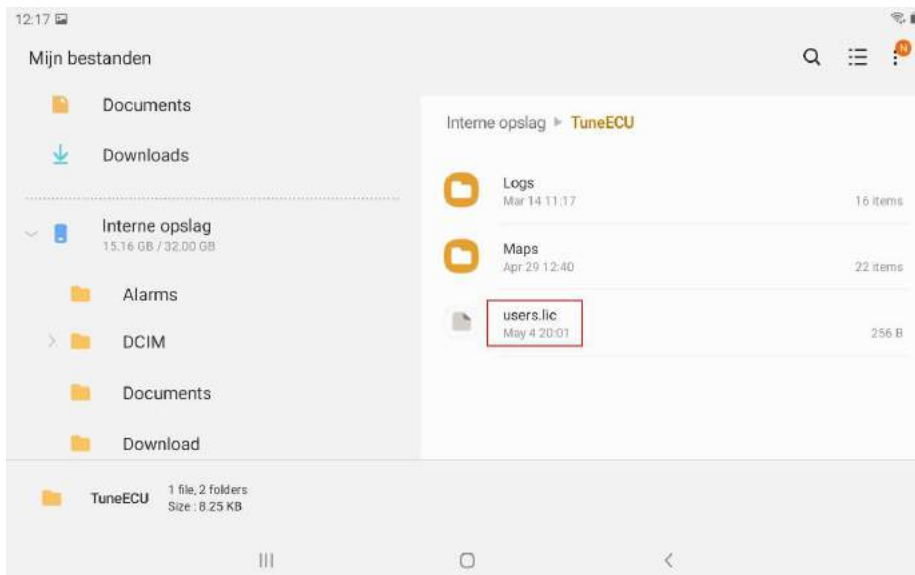 12:17
Mijn bestanden
N
Documents
Downloads
Interne opslag
15.16 GB / 32.00 GB
Alarms
DCIM
Documents
Download
Interne opslag TuneECU
Logs
Mar 14 11:17
16 items
Maps
Apr 29 12:40
22 items
users.lic
May 4 20:01
256 B
TuneECU
1 file, 2 folders
Size : 8.25 KB